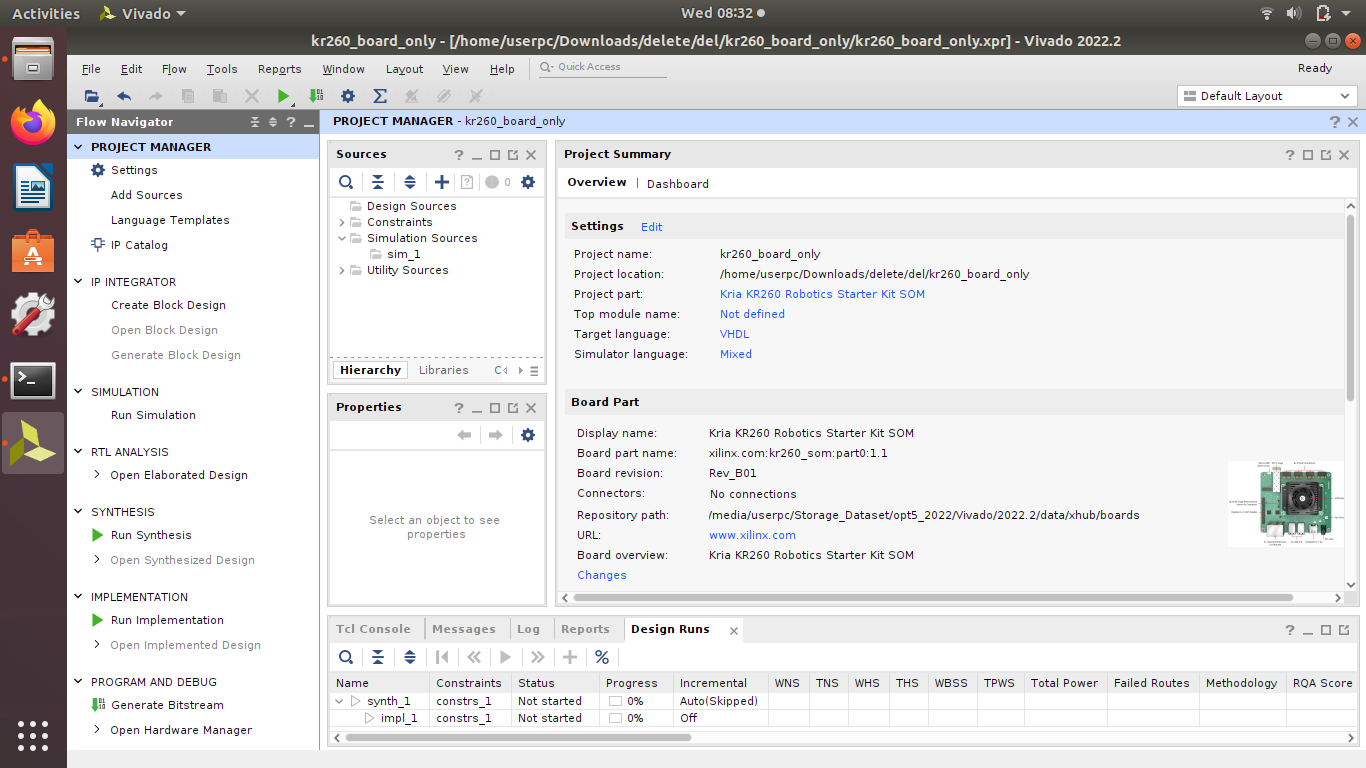 Activities Vivado Wed 08:32
kr260_board_only - [/home/userpc/Downloads/delete/del/kr260_board_only/kr260_board_only.xpr] - Vivado 2022.2
File Edit Flow Tools Reports Window Layout View Help Quick Access Ready
Default Layout
Flow Navigator
PROJECT MANAGER
Settings
Add Sources
Language Templates
IP Catalog
IP INTEGRATOR
Create Block Design
Open Block Design
Generate Block Design
SIMULATION
Run Simulation
RTL ANALYSIS
Open Elaborated Design
SYNTHESIS
Run Synthesis
Open Synthesized Design
IMPLEMENTATION
Run Implementation
Open Implemented Design
PROGRAM AND DEBUG
Generate Bitstream
Open Hardware Manager
PROJECT MANAGER - kr260_board_only
Sources
0
Design Sources
Constraints
Simulation Sources
sim_1
Utility Sources
Hierarchy Libraries C
Properties
Select an object to see
properties
Project Summary
Overview | Dashboard
Settings Edit
Project name: kr260_board_only
Project location: /home/userpc/Downloads/delete/del/kr260_board_only
Project part: Kria KR260 Robotics Starter Kit SOM
Top module name: Not defined
Target language: VHDL
Simulator language: Mixed
Board Part
Display name: Kria KR260 Robotics Starter Kit SOM
Board part name: xilinx.com:kr260_som:part0:1.1
Board revision: Rev_B01
Connectors: No connections
Repository path: /media/userpc/Storage_Dataset/opt5_2022/Vivado/2022.2/data/xhub/boards
URL: www.xilinx.com
Board overview: Kria KR260 Robotics Starter Kit SOM
Changes
Tcl Console Messages Log Reports Design Runs
Name Constraints Status Progress Incremental WNS TNS WHS THS WBSS TPWS Total Power Failed Routes Methodology RQA Score
synth_1 constrs_1 Not started 0% Auto(Skipped)
impl_1 constrs_1 Not started 0% Off